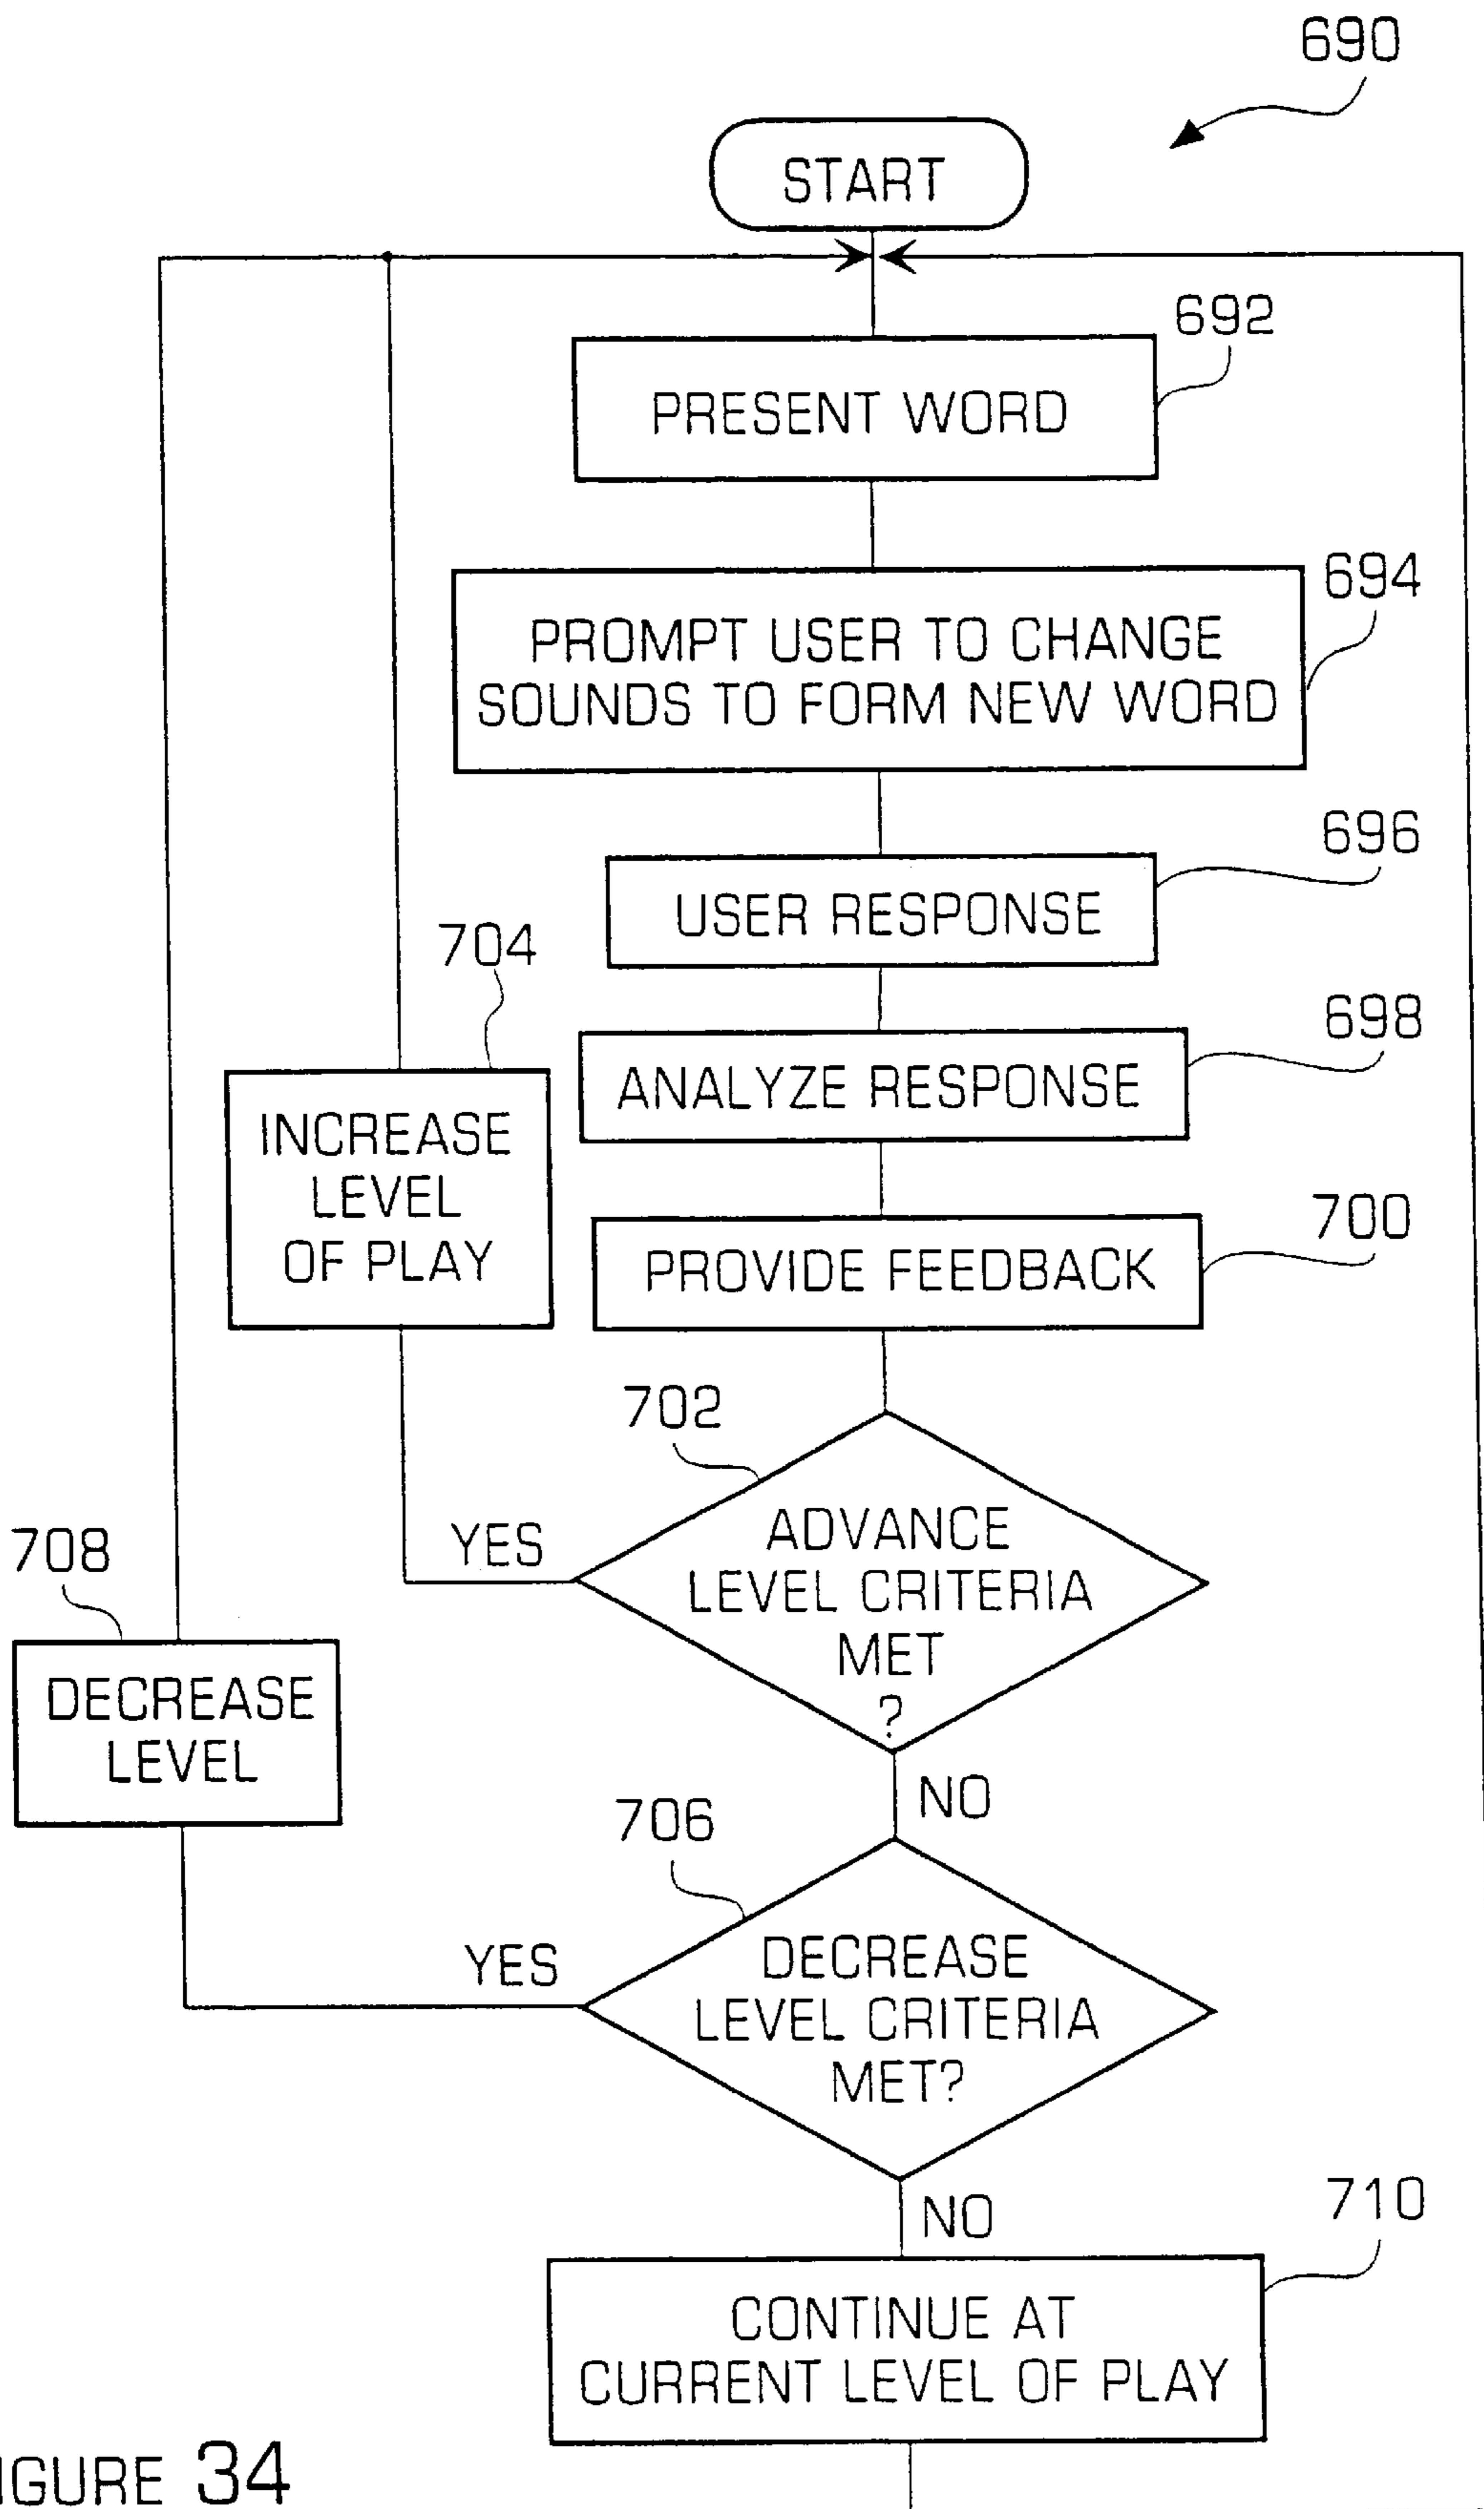 690
START
692
PRESENT WORD
694
PROMPT USER TO CHANGE
SOUNDS TO FORM NEW WORD
696
USER RESPONSE
704
698
ANALYZE RESPONSE
INCREASE
LEVEL
OF PLAY
700
PROVIDE FEEDBACK
702
YES
ADVANCE
LEVEL CRITERIA
MET
?
708
DECREASE
LEVEL
NO
706
YES
DECREASE
LEVEL CRITERIA
MET?
NO
710
CONTINUE AT
CURRENT LEVEL OF PLAY
IGURE 34